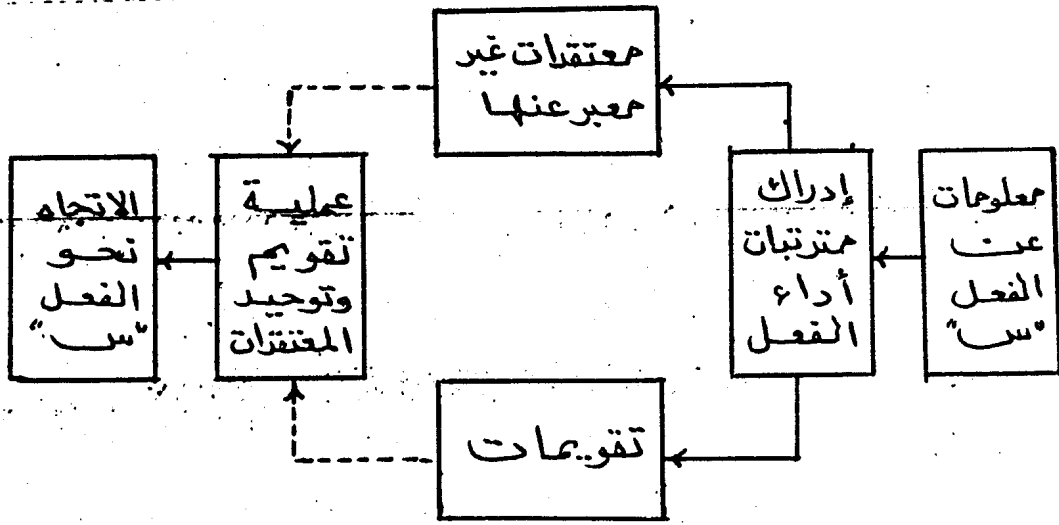 معلومات
عن
الفعل
"س"
إدراك
مترتبات
أداء
الفعل
معتقدات غير
معبر عنها
تقويمات
عملية
تقويم
وتوحيد
المعتقدات
الاتجاه
نحو
الفعل
"س"